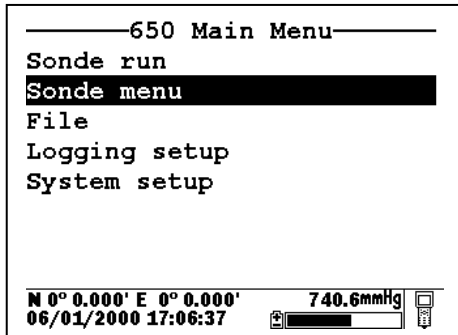 650 Main Menu
Sonde run
Sonde menu
File
Logging setup
System setup
N 0° 0.000' E 0° 0.000' 740.6mmHg
06/01/2000 17:06:37